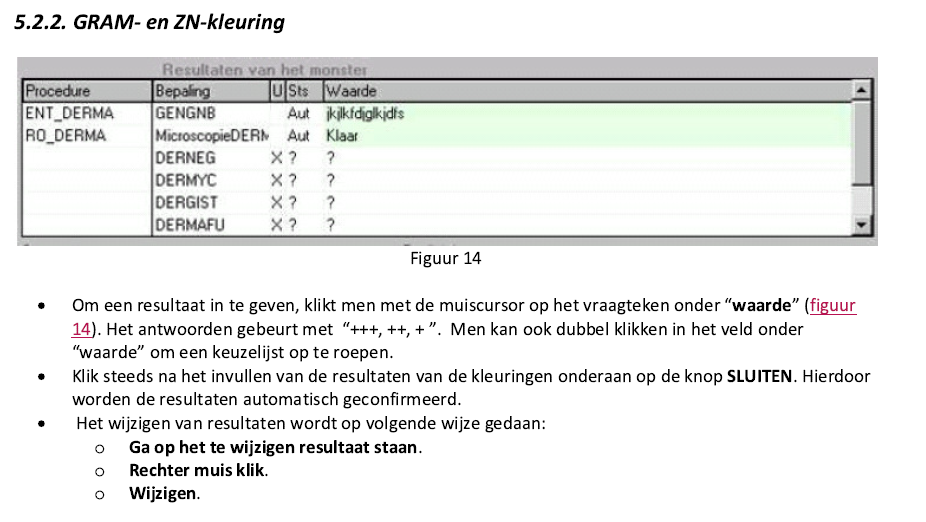 5.2.2. GRAM- en ZN-kleuring
Resultaten van het monster
Procedure Bepaling U Sts Waarde
ENT_DERMA GENGNB Aut jkjlkfdjglkjdfs
RO_DERMA MicroscopieDERM Aut Klaar
DERNEG X ? ?
DERMYC X ? ?
DERGIST X ? ?
DERMAFU X ? ?
Figuur 14
• Om een resultaat in te geven, klikt men met de muiscursor op het vraagteken onder “waarde” (figuur
14). Het antwoorden gebeurt met “+++, ++, + ”. Men kan ook dubbel klikken in het veld onder
“waarde” om een keuzelijst op te roepen.
• Klik steeds na het invullen van de resultaten van de kleuringen onderaan op de knop SLUITEN. Hierdoor
worden de resultaten automatisch geconfirmeerd.
• Het wijzigen van resultaten wordt op volgende wijze gedaan:
o Ga op het te wijzigen resultaat staan.
o Rechter muis klik.
o Wijzigen.